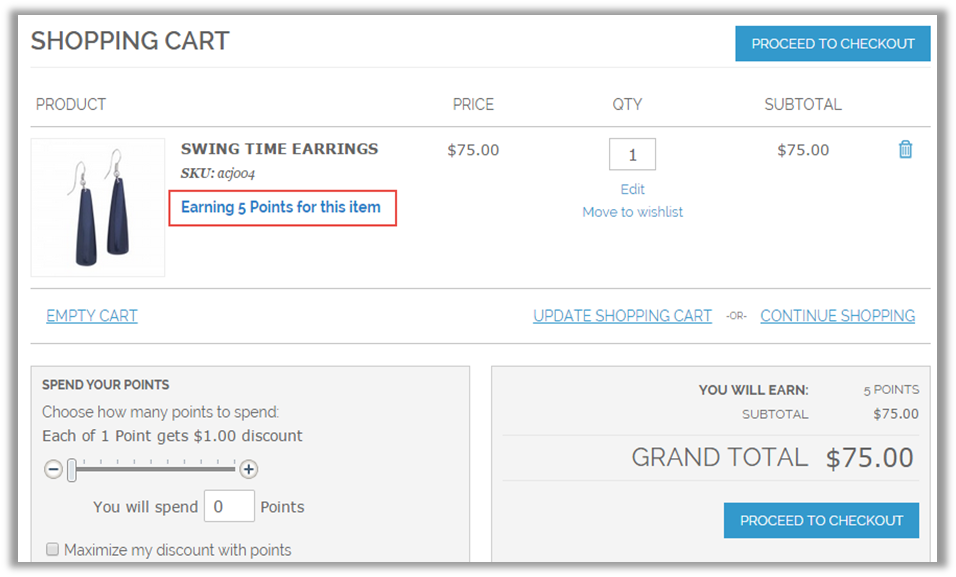 SHOPPING CART
PROCEED TO CHECKOUT
PRODUCT PRICE QTY SUBTOTAL
SWING TIME EARRINGS $75.00 1 $75.00
SKU: acj004
Earning 5 Points for this item
Edit
Move to wishlist
EMPTY CART UPDATE SHOPPING CART -OR- CONTINUE SHOPPING
SPEND YOUR POINTS
Choose how many points to spend:
Each of 1 Point gets $1.00 discount
You will spend 0 Points
Maximize my discount with points
YOU WILL EARN: 5 POINTS
SUBTOTAL $75.00
GRAND TOTAL $75.00
PROCEED TO CHECKOUT